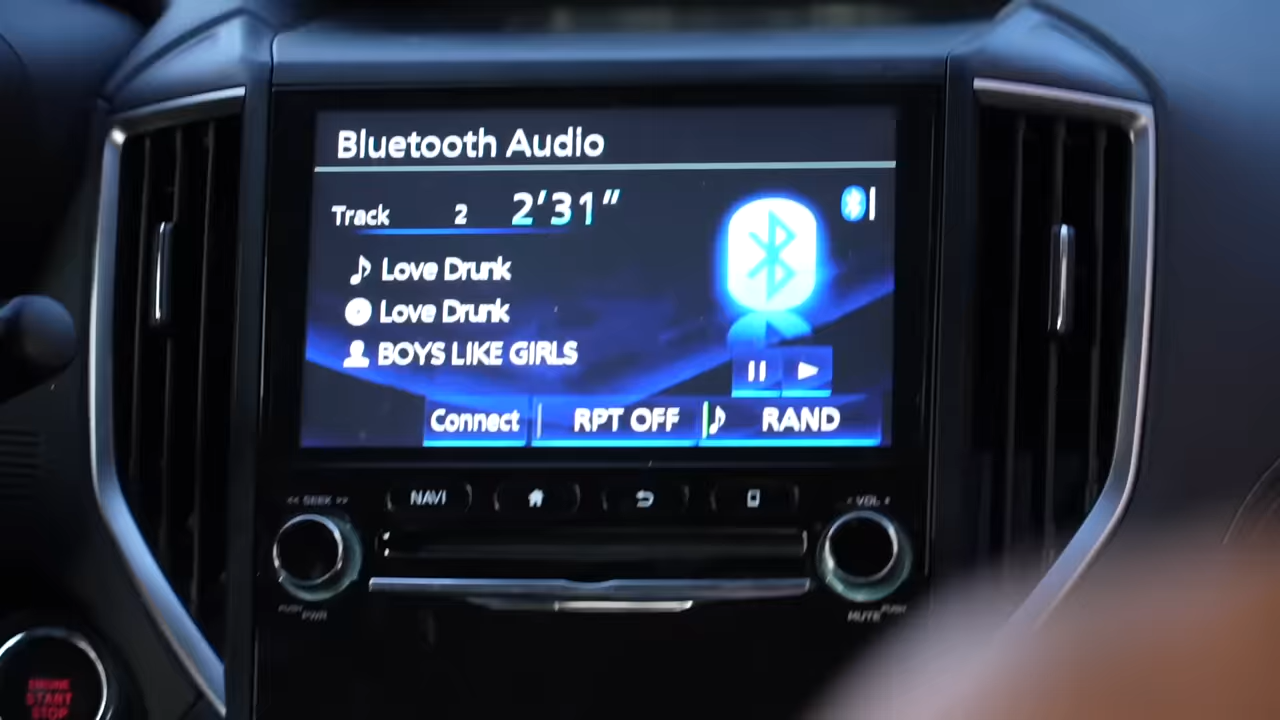 Bluetooth Audio
Track 2 2'31"
Love Drunk
Love Drunk
BOYS LIKE GIRLS
Connect RPT OFF RAND
<< SEEK >> NAVI VOL
PUSH PWR MUTE PUSH
ENGINE
START
STOP